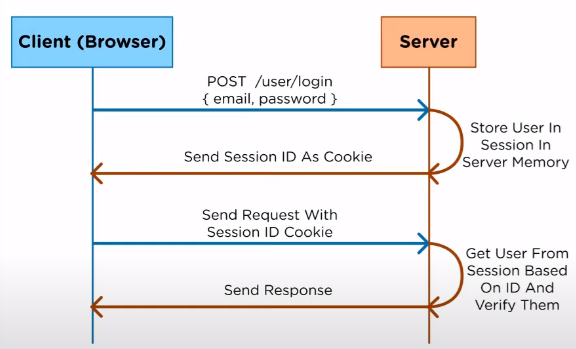 Client (Browser)
Server
POST /user/login
{ email, password }
Store User In
Session In
Server Memory
Send Session ID As Cookie
Send Request With
Session ID Cookie
Get User From
Session Based
On ID And
Verify Them
Send Response